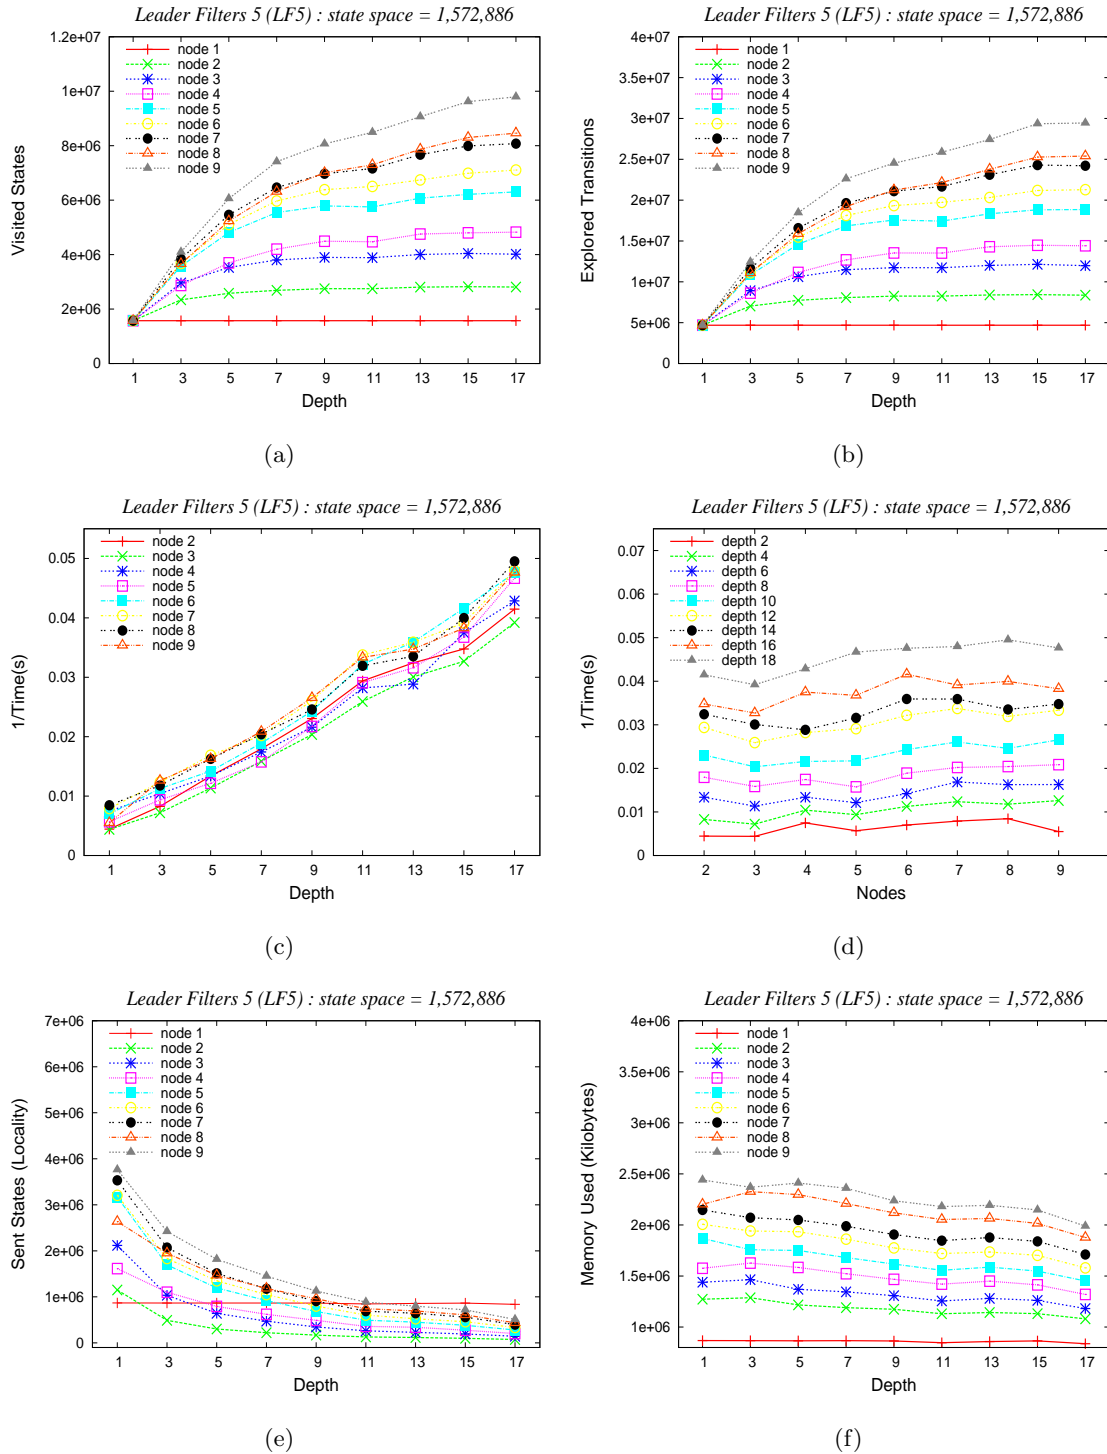 Leader Filters 5 (LF5) : state space = 1,572,886
Visited States
1.2e+07
1e+07
8e+06
6e+06
4e+06
2e+06
0
node 1
node 2
node 3
node 4
node 5
node 6
node 7
node 8
node 9
1 3 5 7 9 11 13 15 17
Depth
(a)
Leader Filters 5 (LF5) : state space = 1,572,886
Explored Transitions
4e+07
3.5e+07
3e+07
2.5e+07
2e+07
1.5e+07
1e+07
5e+06
0
node 1
node 2
node 3
node 4
node 5
node 6
node 7
node 8
node 9
1 3 5 7 9 11 13 15 17
Depth
(b)
Leader Filters 5 (LF5) : state space = 1,572,886
1/Time(s)
0.05
0.04
0.03
0.02
0.01
0
node 2
node 3
node 4
node 5
node 6
node 7
node 8
node 9
1 3 5 7 9 11 13 15 17
Depth
(c)
Leader Filters 5 (LF5) : state space = 1,572,886
1/Time(s)
0.07
0.06
0.05
0.04
0.03
0.02
0.01
0
depth 2
depth 4
depth 6
depth 8
depth 10
depth 12
depth 14
depth 16
depth 18
2 3 4 5 6 7 8 9
Nodes
(d)
Leader Filters 5 (LF5) : state space = 1,572,886
Sent States (Locality)
7e+06
6e+06
5e+06
4e+06
3e+06
2e+06
1e+06
0
node 1
node 2
node 3
node 4
node 5
node 6
node 7
node 8
node 9
1 3 5 7 9 11 13 15 17
Depth
(e)
Leader Filters 5 (LF5) : state space = 1,572,886
Memory Used (Kilobytes)
4e+06
3.5e+06
3e+06
2.5e+06
2e+06
1.5e+06
1e+06
node 1
node 2
node 3
node 4
node 5
node 6
node 7
node 8
node 9
1 3 5 7 9 11 13 15 17
Depth
(f)